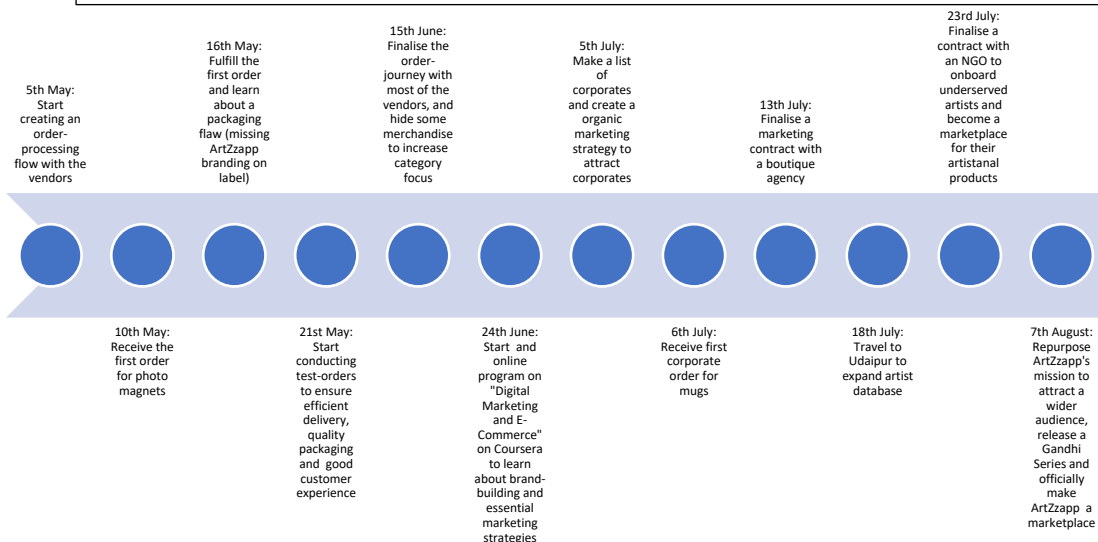 5th May:
Start
creating an
order-
processing
flow with the
vendors
10th May:
Receive the
first order
for photo
magnets
16th May:
Fulfill the
first order
and learn
about a
packaging
flaw (missing
ArtZzapp
branding on
label)
21st May:
Start
conducting
test-orders
to ensure
efficient
delivery,
quality
packaging
and good
customer
experience
15th June:
Finalise the
order-
journey with
most of the
vendors, and
hide some
merchandise
to increase
category
focus
24th June:
Start and
online
program on
"Digital
Marketing
and E-
Commerce"
on Coursera
to learn
about brand-
building and
essential
marketing
strategies
5th July:
Make a list
of
corporates
and create a
organic
marketing
strategy to
attract
corporates
6th July:
Receive first
corporate
order for
mugs
13th July:
Finalise a
marketing
contract with
a boutique
agency
18th July:
Travel to
Udaipur to
expand artist
database
23rd July:
Finalise a
contract with
an NGO to
onboard
underserved
artists and
become a
marketplace
for their
artistanal
products
7th August:
Repurpose
ArtZzapp's
mission to
attract a
wider
audience,
release a
Gandhi
Series and
officially
make
ArtZzapp a
marketplace